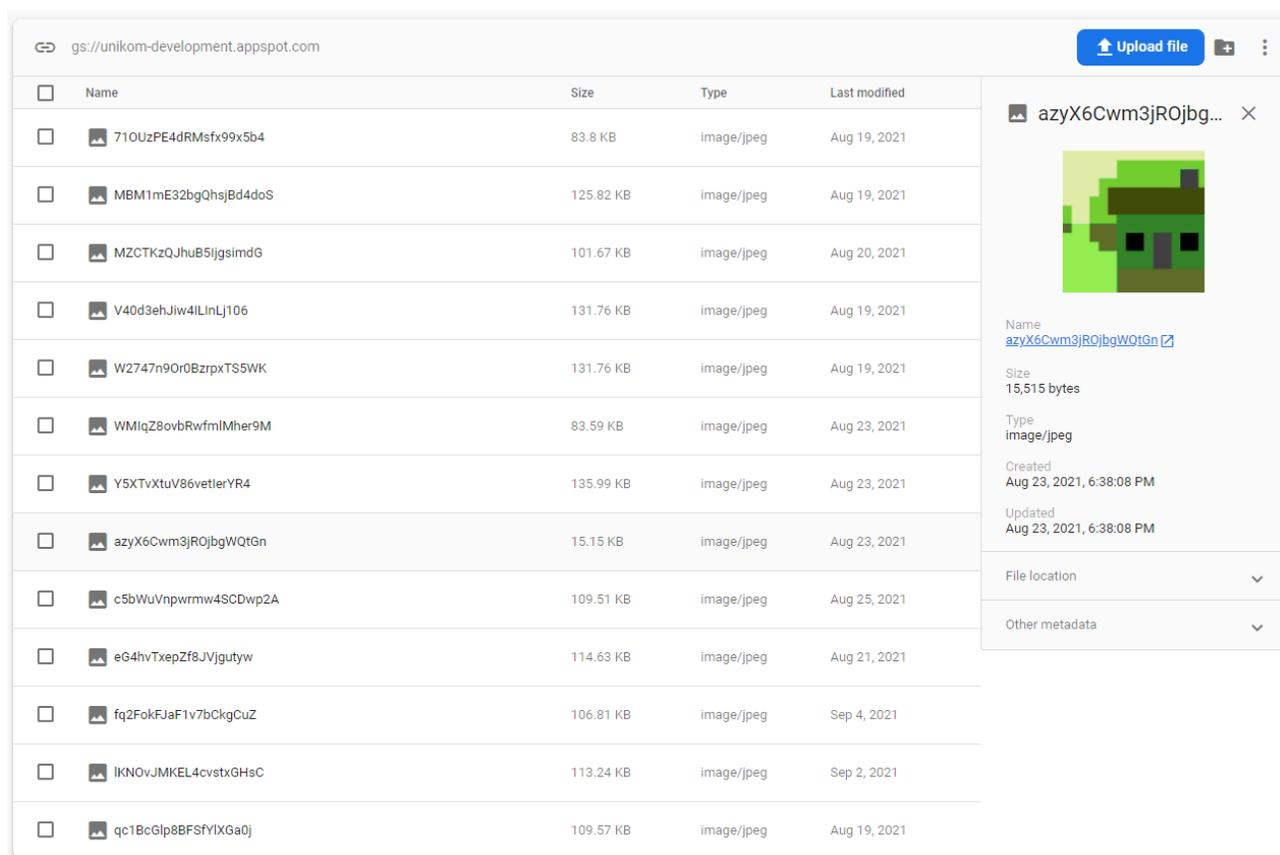 gs://unikom-development.appspot.com
Upload file
Name Size Type Last modified
71OUzPE4dRMsfx99x5b4 83.8 KB image/jpeg Aug 19, 2021
MBM1mE32bgQhsjBd4doS 125.82 KB image/jpeg Aug 19, 2021
MZCTKzQJhuB5IjgsimdG 101.67 KB image/jpeg Aug 20, 2021
V40d3ehJiw4ILInLj106 131.76 KB image/jpeg Aug 19, 2021
W2747n9Or0BzrpxTS5WK 131.76 KB image/jpeg Aug 19, 2021
WMIqZ8ovbRwfmlMher9M 83.59 KB image/jpeg Aug 23, 2021
Y5XTvXtuV86vetIerYR4 135.99 KB image/jpeg Aug 23, 2021
azyX6Cwm3jROjbgWQtGn 15.15 KB image/jpeg Aug 23, 2021
c5bWuVnpwrmw4SCDwp2A 109.51 KB image/jpeg Aug 25, 2021
eG4hvTxepZf8JVjgutyw 114.63 KB image/jpeg Aug 21, 2021
fq2FokFJaF1v7bCkgCuZ 106.81 KB image/jpeg Sep 4, 2021
lKNOvJMKEL4cvstxGHsC 113.24 KB image/jpeg Sep 2, 2021
qc1BcGlp8BFSfYlXGa0j 109.57 KB image/jpeg Aug 19, 2021
azyX6Cwm3jROjbg...
Name
azyX6Cwm3jROjbgWQtGn
Size
15,515 bytes
Type
image/jpeg
Created
Aug 23, 2021, 6:38:08 PM
Updated
Aug 23, 2021, 6:38:08 PM
File location
Other metadata